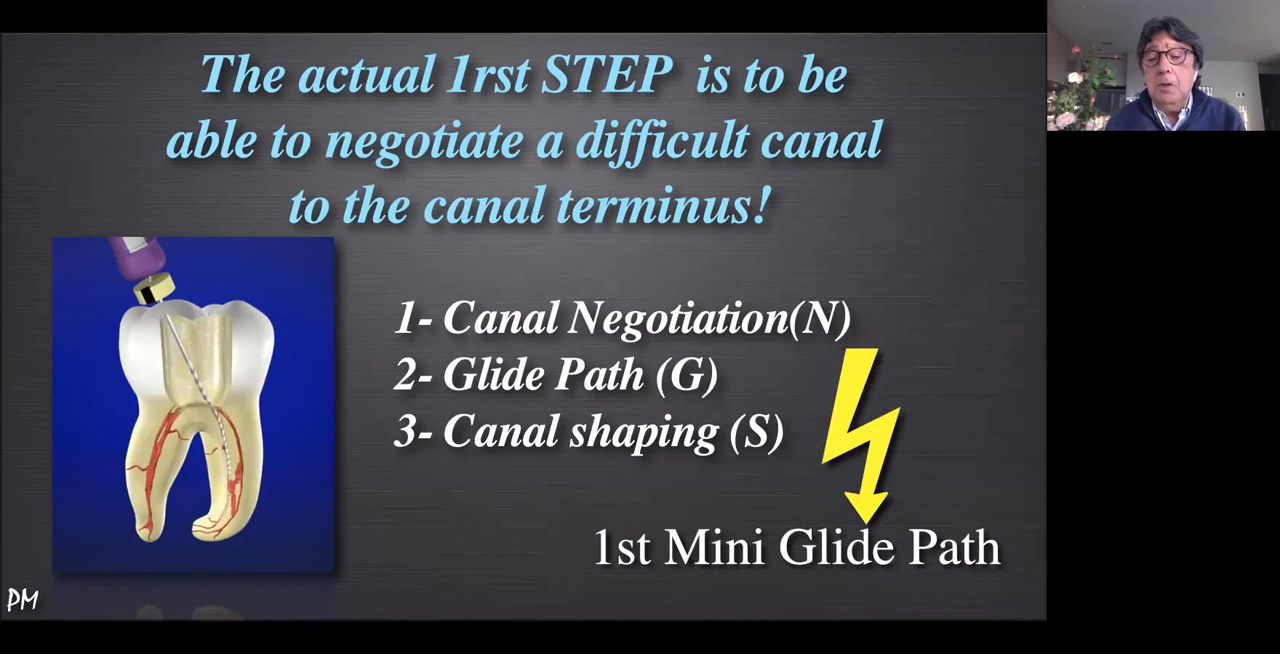 The actual 1rst STEP is to be
able to negotiate a difficult canal
to the canal terminus!
1- Canal Negotiation(N)
2- Glide Path (G)
3- Canal shaping (S)
1st Mini Glide Path
PM